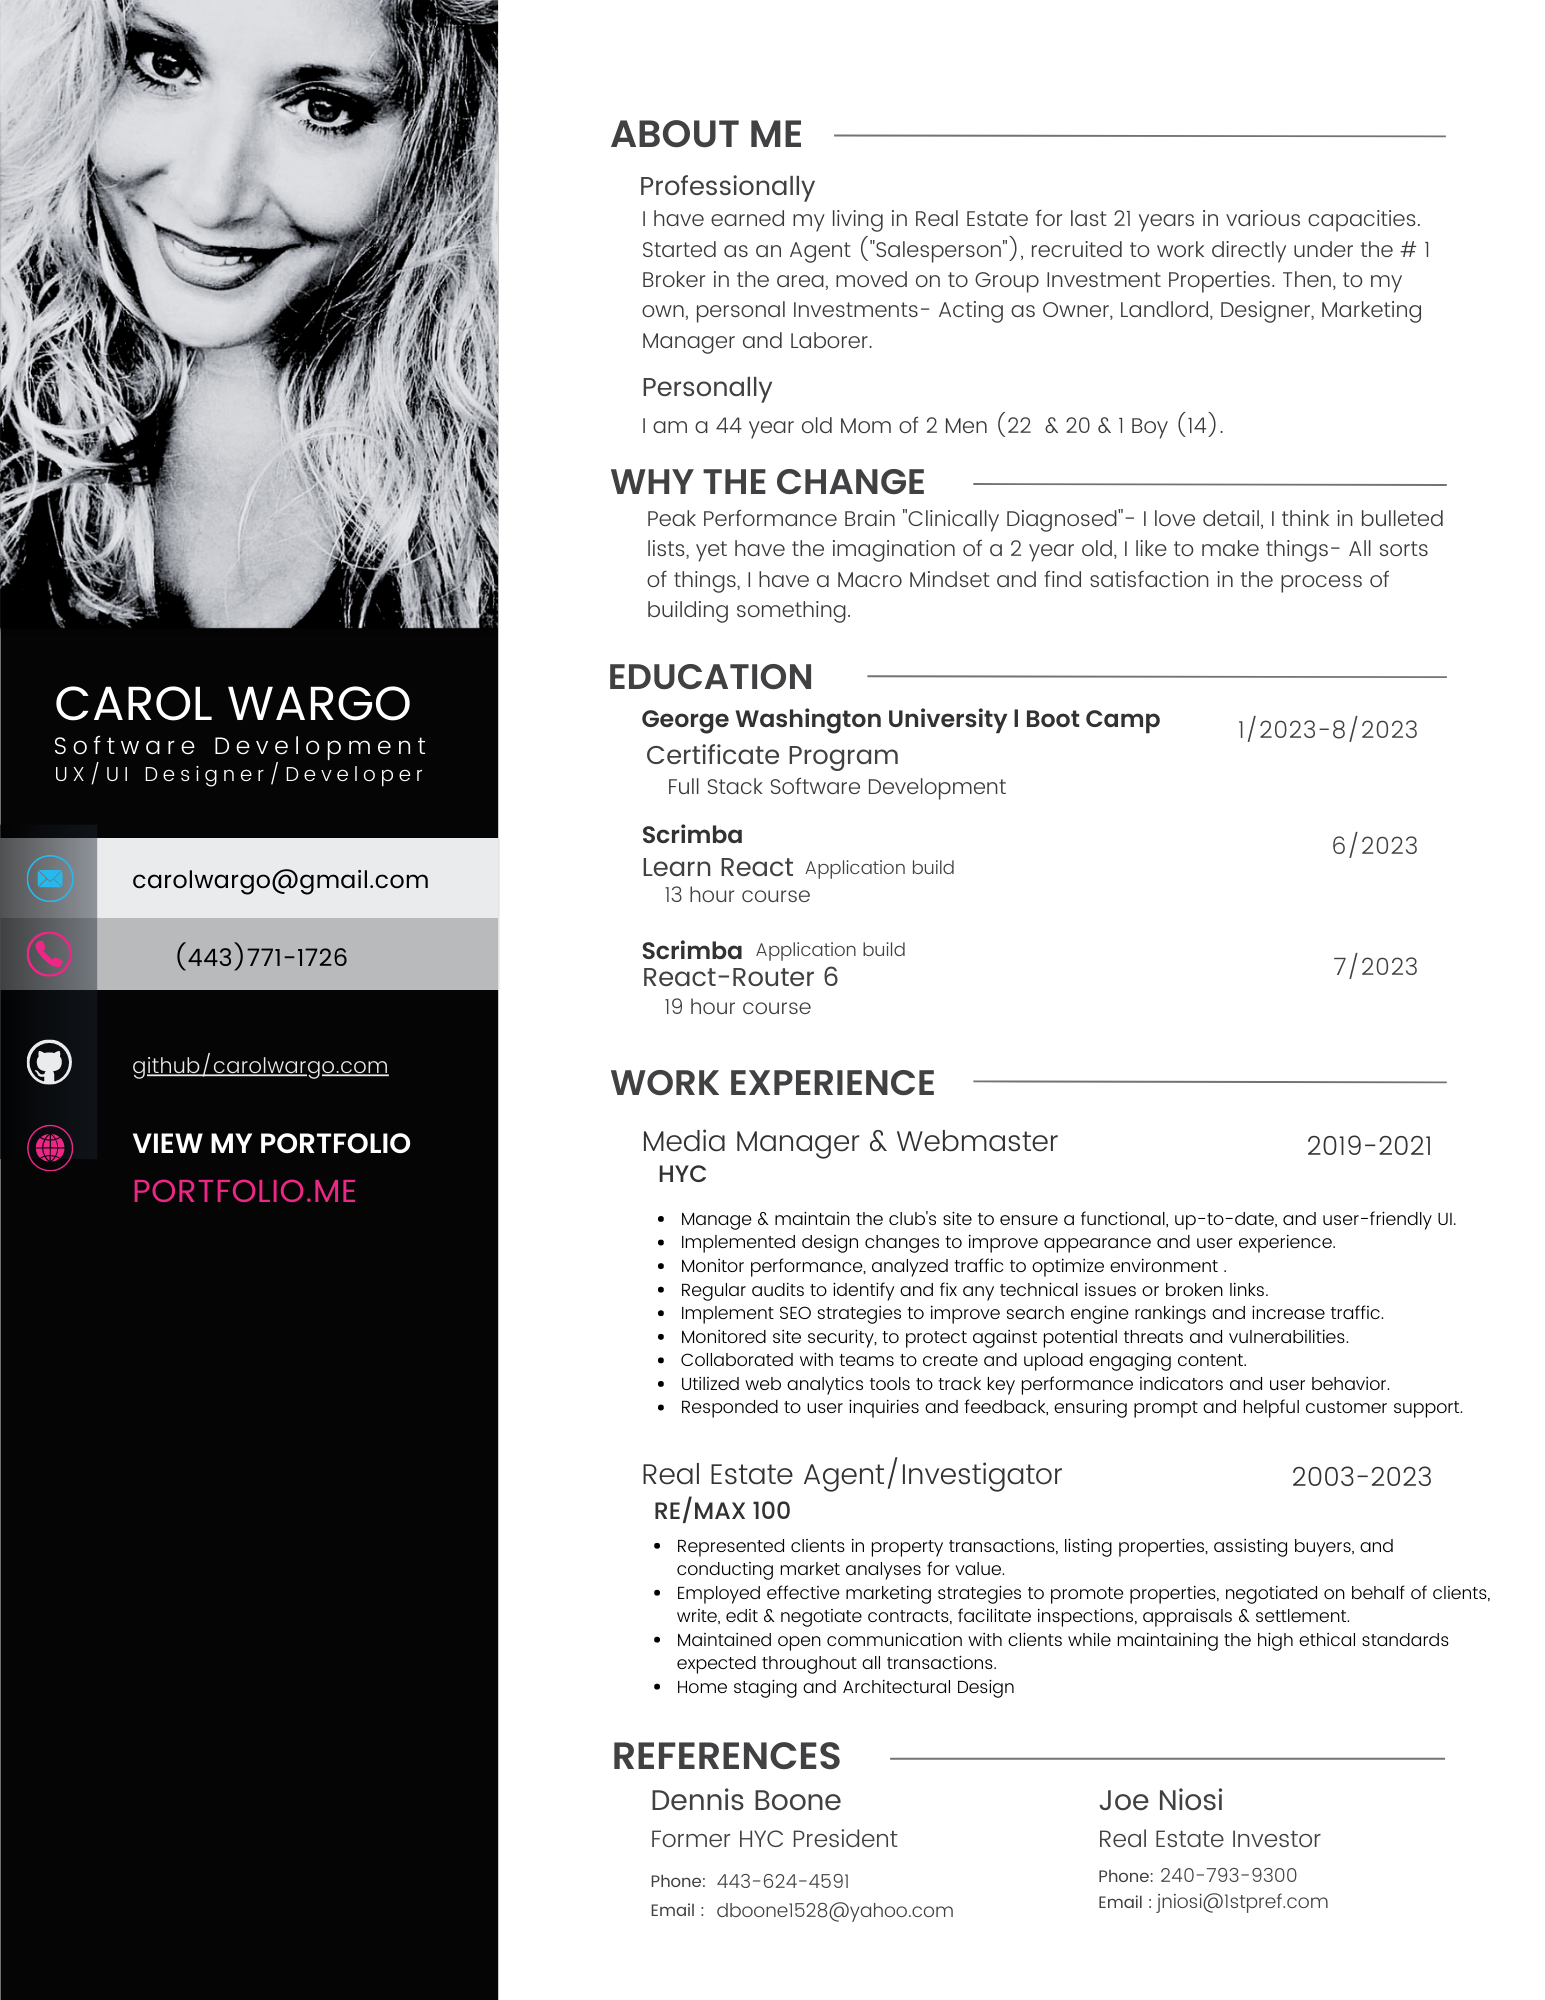 CAROL WARGO
Software Development
UX/UI Designer/Developer
carolwargo@gmail.com
(443)771-1726
github/carolwargo.com
VIEW MY PORTFOLIO
PORTFOLIO.ME
ABOUT ME
Professionally
I have earned my living in Real Estate for last 21 years in various capacities.
Started as an Agent ("Salesperson"), recruited to work directly under the # 1
Broker in the area, moved on to Group Investment Properties. Then, to my
own, personal Investments- Acting as Owner, Landlord, Designer, Marketing
Manager and Laborer.
Personally
I am a 44 year old Mom of 2 Men (22 & 20 & 1 Boy (14).
WHY THE CHANGE
Peak Performance Brain "Clinically Diagnosed"- I love detail, I think in bulleted
lists, yet have the imagination of a 2 year old, I like to make things- All sorts
of things, I have a Macro Mindset and find satisfaction in the process of
building something.
EDUCATION
George Washington University l Boot Camp 1/2023-8/2023
Certificate Program
Full Stack Software Development
Scrimba 6/2023
Learn React Application build
13 hour course
Scrimba Application build
React-Router 6 7/2023
19 hour course
WORK EXPERIENCE
Media Manager & Webmaster 2019-2021
HYC
• Manage & maintain the club's site to ensure a functional, up-to-date, and user-friendly UI.
• Implemented design changes to improve appearance and user experience.
• Monitor performance, analyzed traffic to optimize environment .
• Regular audits to identify and fix any technical issues or broken links.
• Implement SEO strategies to improve search engine rankings and increase traffic.
• Monitored site security, to protect against potential threats and vulnerabilities.
• Collaborated with teams to create and upload engaging content.
• Utilized web analytics tools to track key performance indicators and user behavior.
• Responded to user inquiries and feedback, ensuring prompt and helpful customer support.
Real Estate Agent/Investigator 2003-2023
RE/MAX 100
• Represented clients in property transactions, listing properties, assisting buyers, and
conducting market analyses for value.
• Employed effective marketing strategies to promote properties, negotiated on behalf of clients,
write, edit & negotiate contracts, facilitate inspections, appraisals & settlement.
• Maintained open communication with clients while maintaining the high ethical standards
expected throughout all transactions.
• Home staging and Architectural Design
REFERENCES
Dennis Boone
Former HYC President
Phone: 443-624-4591
Email : dboone1528@yahoo.com
Joe Niosi
Real Estate Investor
Phone: 240-793-9300
Email : jniosi@1stpref.com